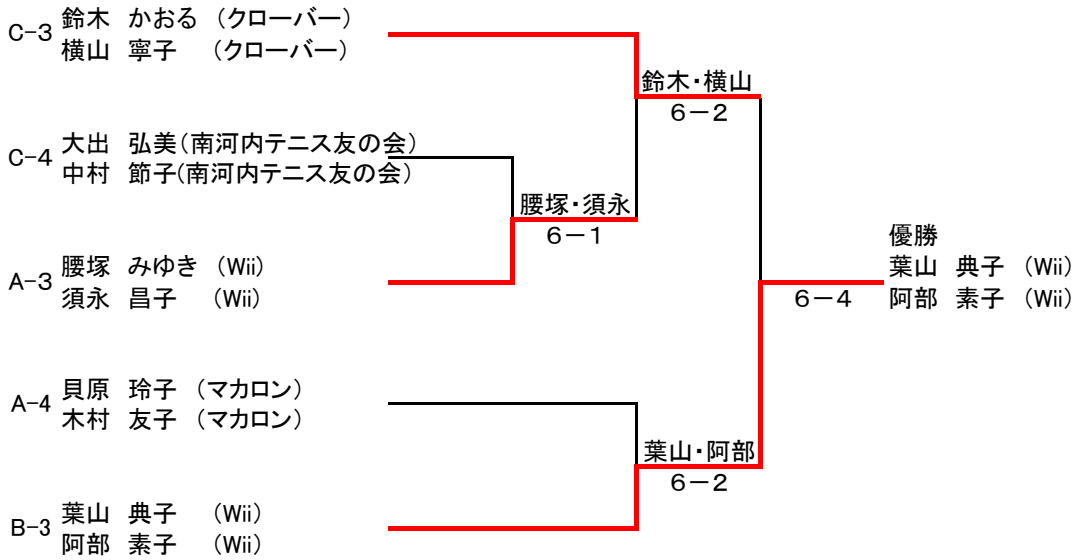 C-3 鈴木 かおる (クローバー)
横山 寧子 (クローバー)
鈴木・横山
6-2
C-4 大出 弘美(南河内テニス友の会)
中村 節子(南河内テニス友の会)
腰塚・須永
6-1
A-3 腰塚 みゆき (Wii)
須永 昌子 (Wii)
優勝
葉山 典子 (Wii)
阿部 素子 (Wii)
6-4
A-4 貝原 玲子 (マカロン)
木村 友子 (マカロン)
葉山・阿部
6-2
B-3 葉山 典子 (Wii)
阿部 素子 (Wii)